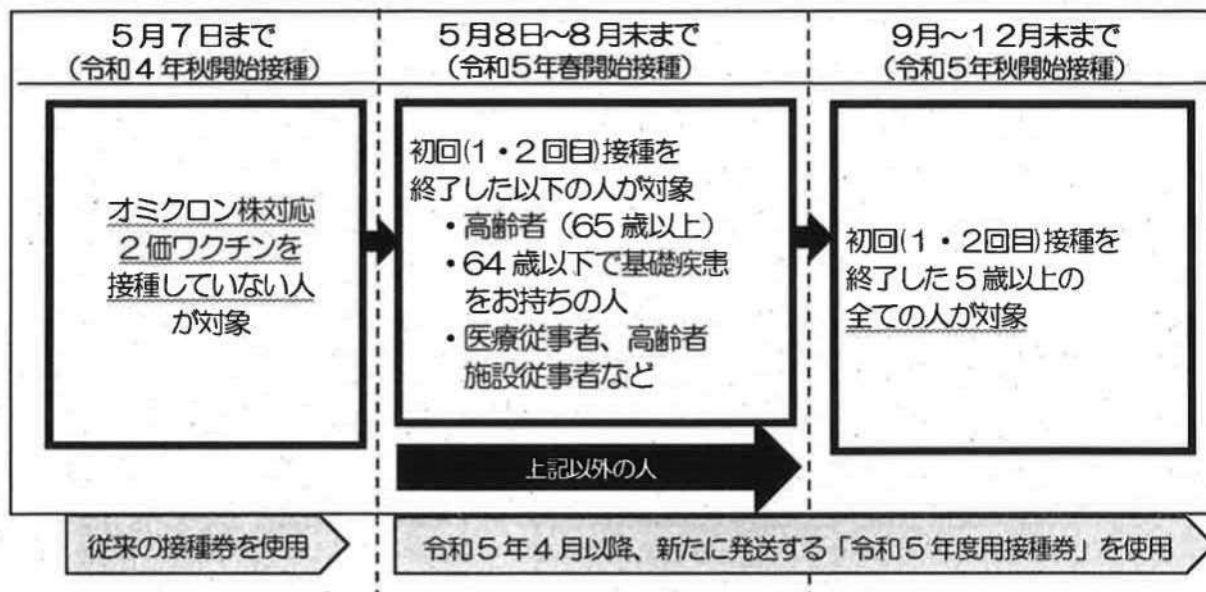 5月7日まで
（令和4年秋開始接種）
オミクロン株対応
2価ワクチンを
接種していない人
が対象
5月8日～8月末まで
（令和5年春開始接種）
初回(1・2回目)接種を
終了した以下の人が対象
・高齢者（65歳以上）
・64歳以下で基礎疾患
をお持ちの人
・医療従事者、高齢者
施設従事者など
上記以外の人
9月～12月末まで
（令和5年秋開始接種）
初回(1・2回目)接種を
終了した5歳以上の
全ての人が対象
従来の接種券を使用
令和5年4月以降、新たに発送する「令和5年度用接種券」を使用